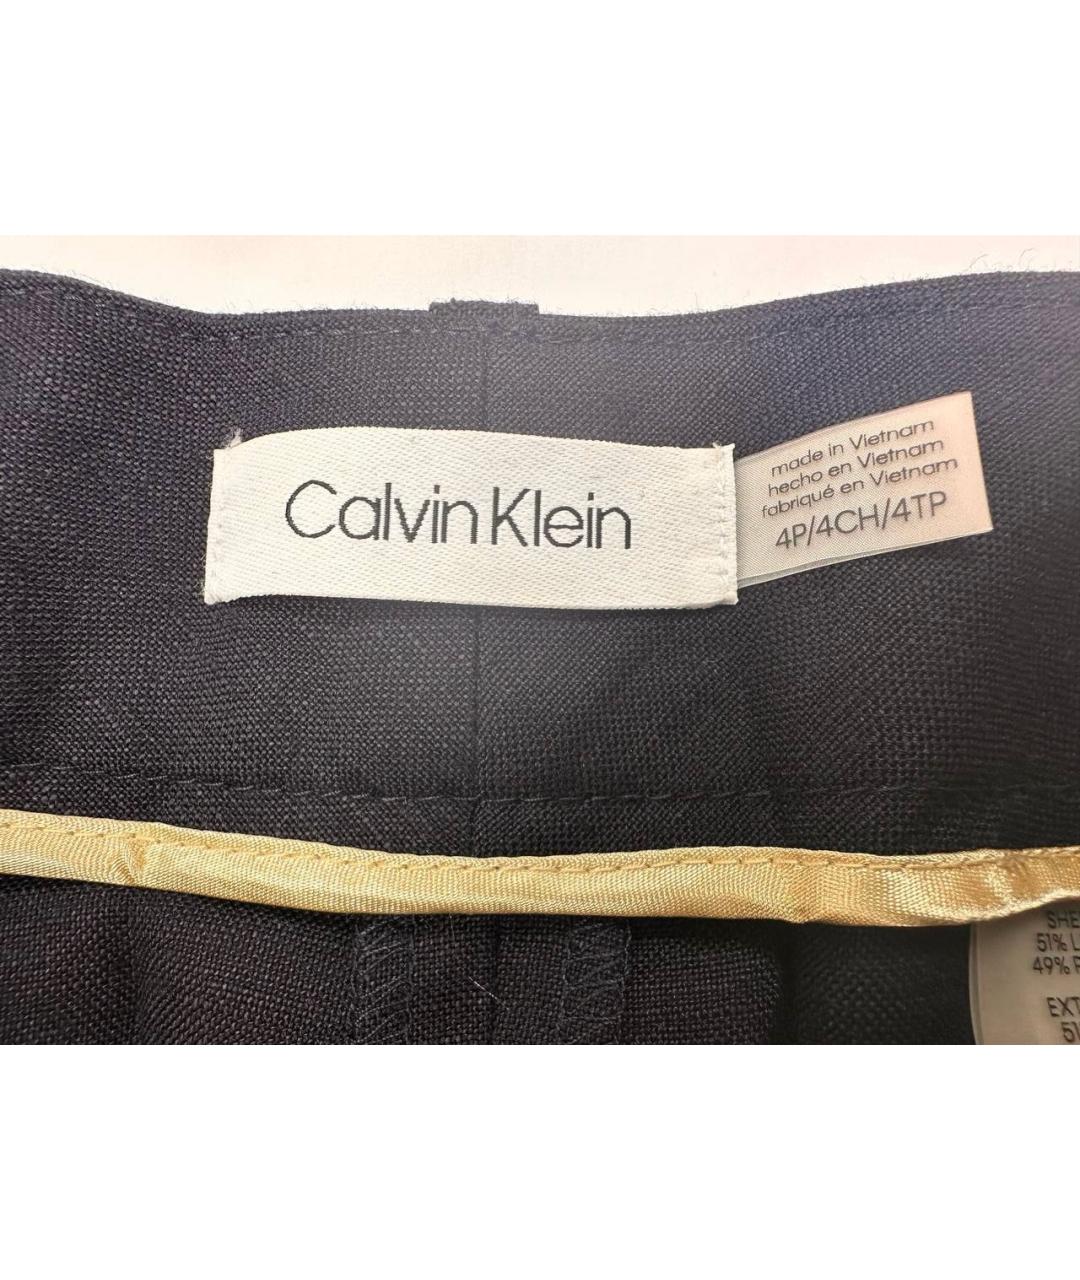 Calvin Klein
made in Vietnam
hecho en Vietnam
fabriqué en Vietnam
4P/4CH/4TP
51%
49%